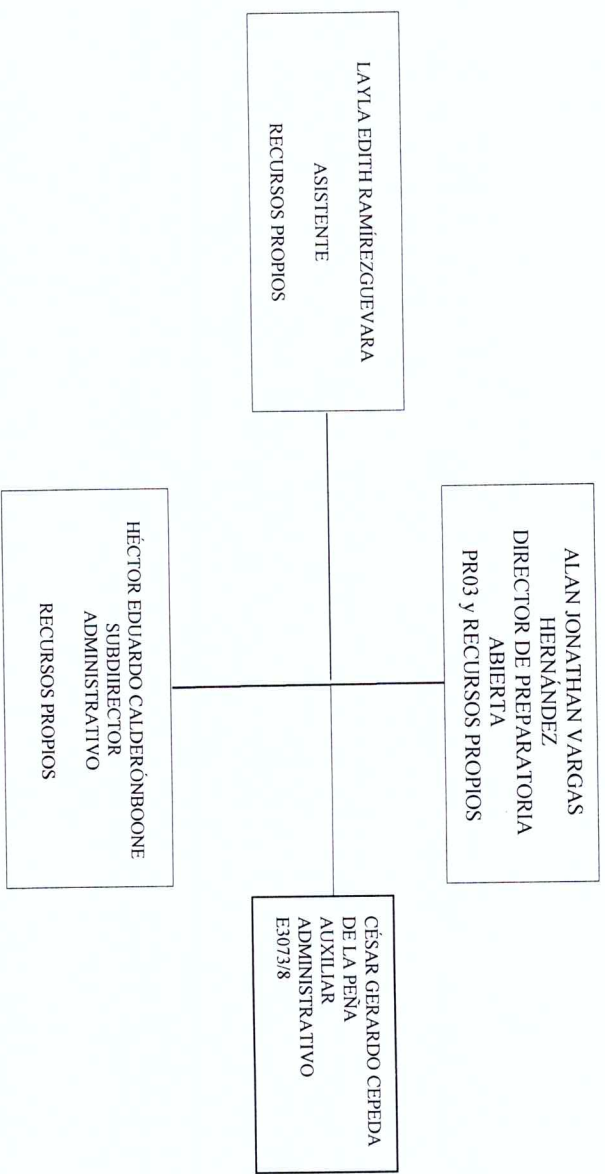 ALAN JONATHAN VARGAS
HERNÁNDEZ
DIRECTOR DE PREPARATORIA
ABIERTA
PR03 y RECURSOS PROPIOS
LAYLA EDITH RAMÍREZGUEVARA
ASISTENTE
RECURSOS PROPIOS
CÉSAR GERARDO CEPEDA
DE LA PEÑA
AUXILIAR
ADMINISTRATIVO
E3073/8
HÉCTOR EDUARDO CALDERÓNBOONE
SUBDIIRECTOR
ADMINISTRATIVO
RECURSOS PROPIOS